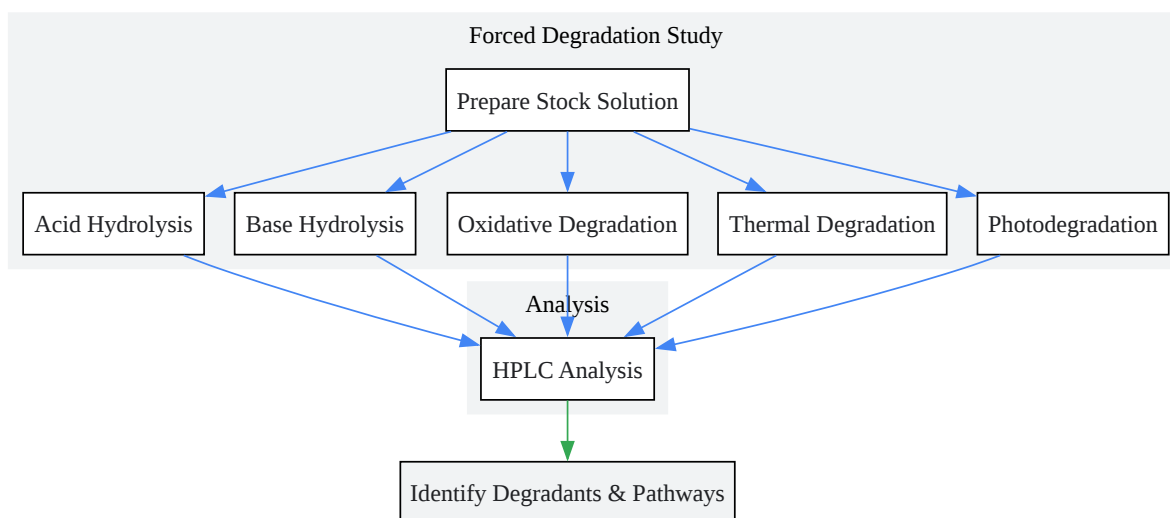 Forced Degradation Study
Prepare Stock Solution
Acid Hydrolysis
Base Hydrolysis
Oxidative Degradation
Thermal Degradation
Photodegradation
Analysis
HPLC Analysis
Identify Degradants & Pathways